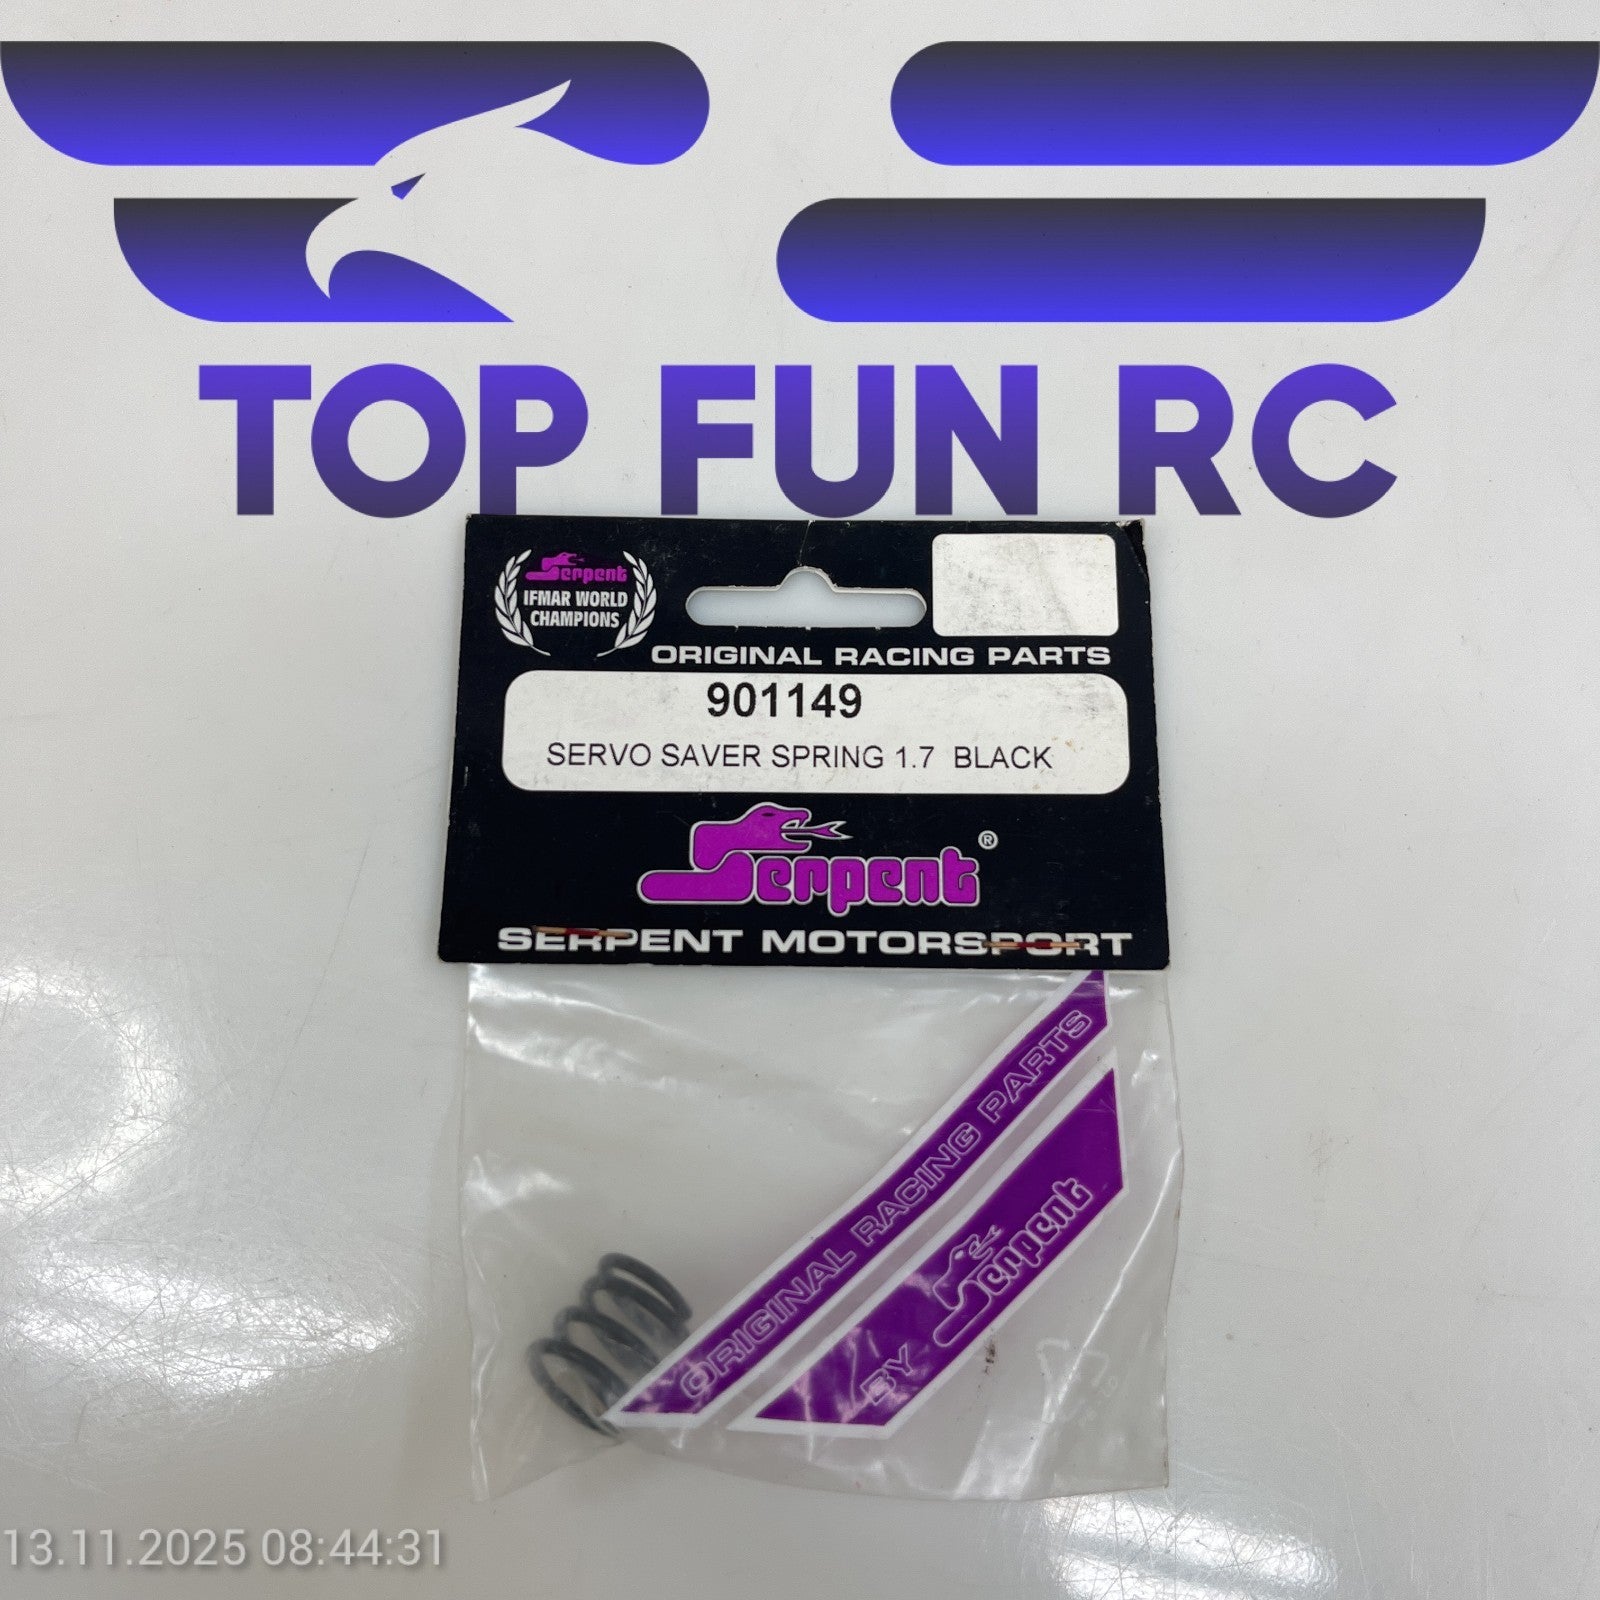 TOP FUN RC
Serpent
IFMAR WORLD
CHAMPIONS
ORIGINAL RACING PARTS
901149
SERVO SAVER SPRING 1.7 BLACK
Serpent®
SERPENT MOTORSPORT
ORIGINAL RACING PARTS
BY Serpent
13.11.2025 08:44:31